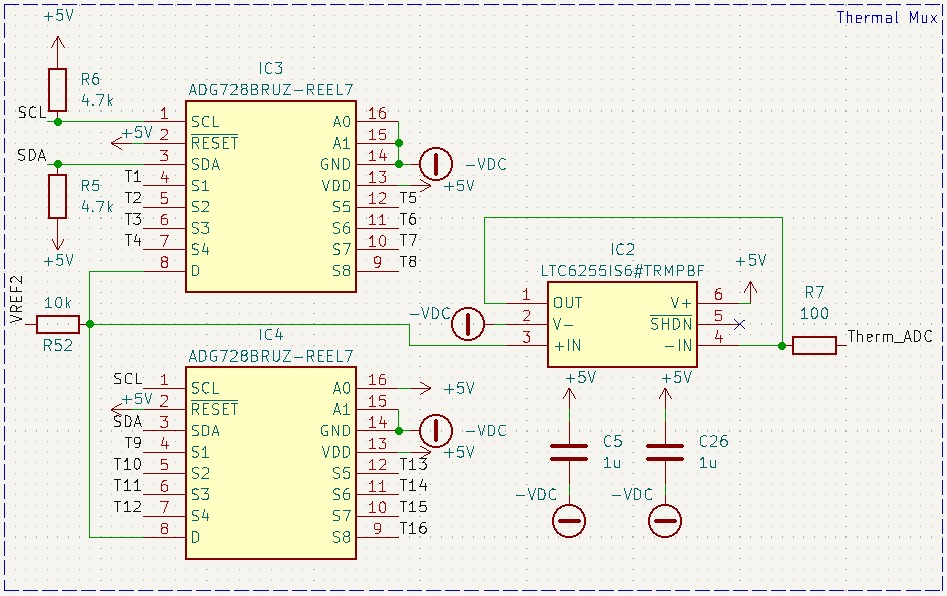 Thermal Mux
+5V
R6
4.7k
SCL
+5V
SDA
R5
4.7k
+5V
T1
T2
T3
T4
IC3
ADG728BRUZ-REEL7
1 SCL
2 RESET
3 SDA
4 S1
5 S2
6 S3
7 S4
8 D
A0 16
A1 15
GND 14
VDD 13
S5 12
S6 11
S7 10
S8 9
-VDC
+5V
T5
T6
T7
T8
VREF2
10k
R52
IC4
ADG728BRUZ-REEL7
SCL
+5V
SDA
T9
T10
T11
T12
1 SCL
2 RESET
3 SDA
4 S1
5 S2
6 S3
7 S4
8 D
A0 16
A1 15
GND 14
VDD 13
S5 12
S6 11
S7 10
S8 9
+5V
-VDC
+5V
T13
T14
T15
T16
IC2
LTC6255IS6#TRMPBF
-VDC
1 OUT
2 V-
3 +IN
V+ 6
SHDN 5
-IN 4
+5V
R7
100
Therm_ADC
+5V
C5
1u
-VDC
+5V
C26
1u
-VDC